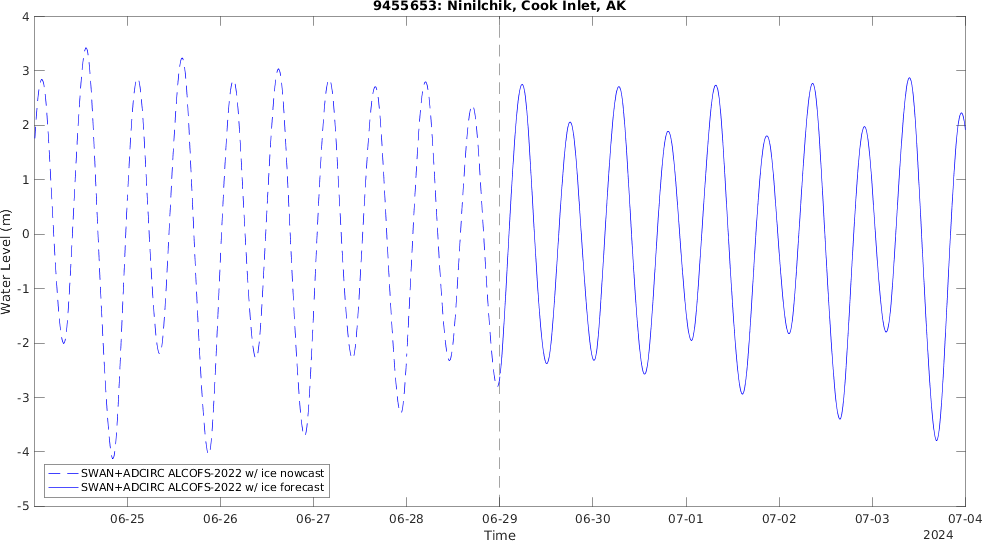 9455653: Ninilchik, Cook Inlet, AK
4
3
2
1
0
-1
-2
-3
-4
-5
Water Level (m)
SWAN+ADCIRC ALCOFS-2022 w/ ice nowcast
SWAN+ADCIRC ALCOFS-2022 w/ ice forecast
06-25 06-26 06-27 06-28 06-29 06-30 07-01 07-02 07-03 07-04
Time
2024